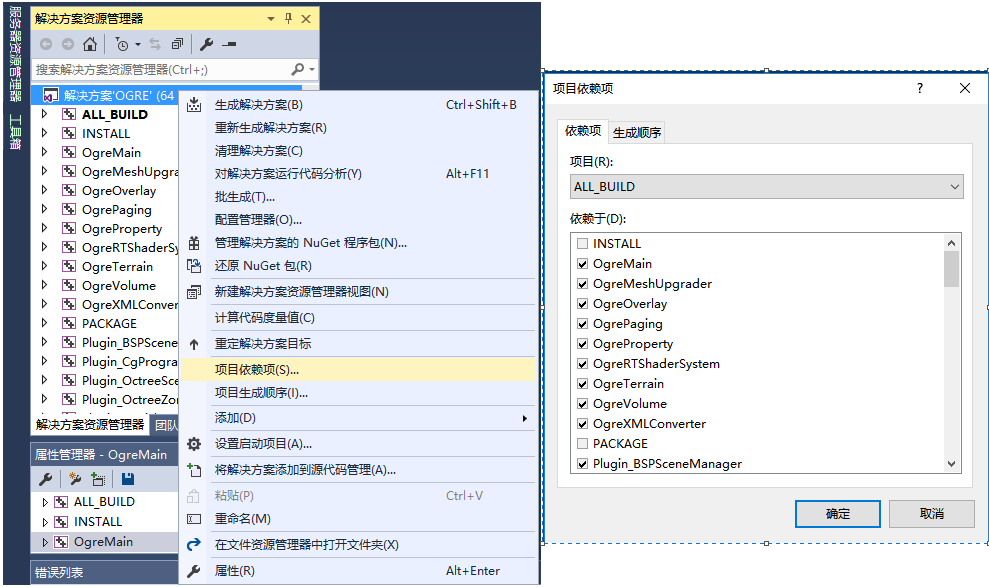 服务器资源管理器
工具箱
解决方案资源管理器
搜索解决方案资源管理器(Ctrl+;)
解决方案'OGRE' (64
ALL_BUILD
INSTALL
OgreMain
OgreMeshUpgra
OgreOverlay
OgrePaging
OgreProperty
OgreRTShaderSy
OgreTerrain
OgreVolume
OgreXMLConver
PACKAGE
Plugin_BSPScene
Plugin_CgProgra
Plugin_OctreeSce
Plugin_OctreeZor
解决方案资源管理器
团队
属性管理器 - OgreMain
ALL_BUILD
INSTALL
OgreMain
错误列表
生成解决方案(B) Ctrl+Shift+B
重新生成解决方案(R)
清理解决方案(C)
对解决方案运行代码分析(Y) Alt+F11
批生成(T)...
配置管理器(O)...
管理解决方案的 NuGet 程序包(N)...
还原 NuGet 包(R)
新建解决方案资源管理器视图(N)
计算代码度量值(C)
重定解决方案目标
项目依赖项(S)...
项目生成顺序(I)...
添加(D)
设置启动项目(A)...
将解决方案添加到源代码管理(A)...
粘贴(P) Ctrl+V
重命名(M)
在文件资源管理器中打开文件夹(X)
属性(R) Alt+Enter
项目依赖项
?
依赖项 生成顺序
项目(R):
ALL_BUILD
依赖于(D):
INSTALL
OgreMain
OgreMeshUpgrader
OgreOverlay
OgrePaging
OgreProperty
OgreRTShaderSystem
OgreTerrain
OgreVolume
OgreXMLConverter
PACKAGE
Plugin_BSPSceneManager
确定 取消